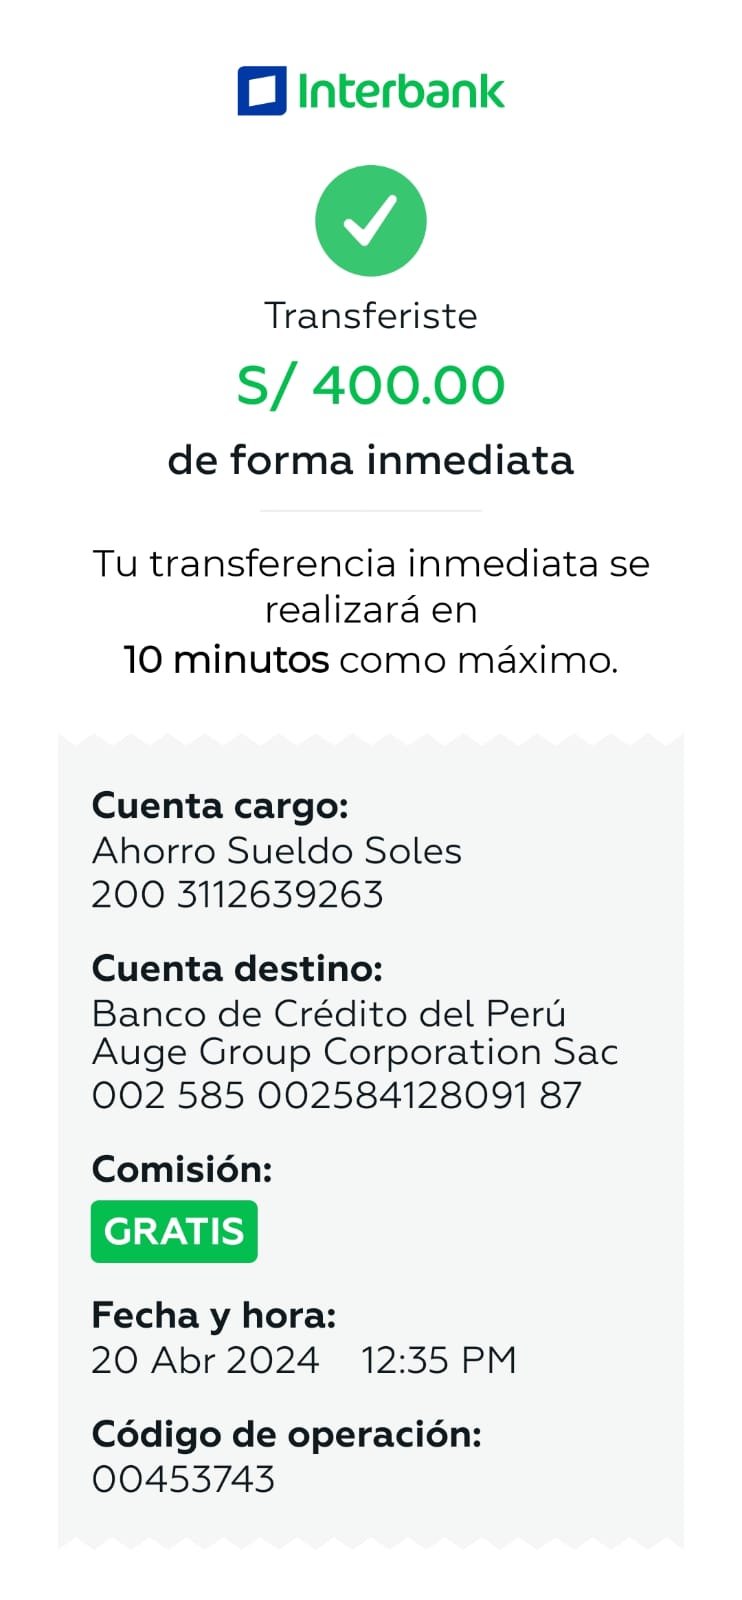 Interbank
Transferiste
S/ 400.00
de forma inmediata
Tu transferencia inmediata se
realizará en
10 minutos como máximo.
Cuenta cargo:
Ahorro Sueldo Soles
200 3112639263
Cuenta destino:
Banco de Crédito del Perú
Auge Group Corporation Sac
002 585 002584128091 87
Comisión:
GRATIS
Fecha y hora:
20 Abr 2024 12:35 PM
Código de operación:
00453743